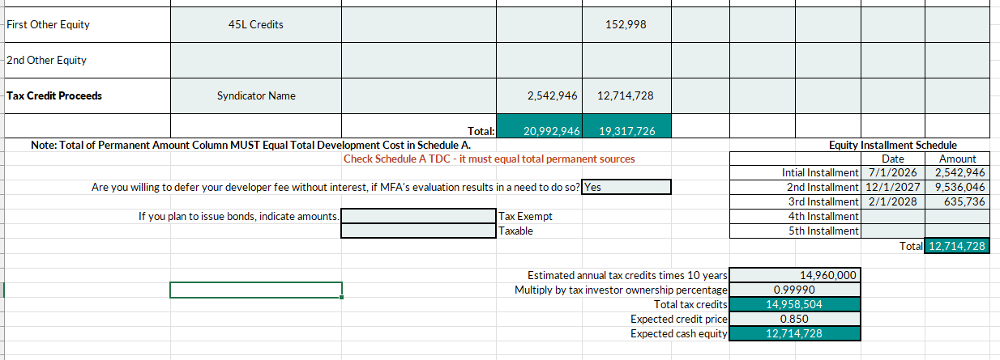 First Other Equity 45L Credits 152,998
2nd Other Equity
Tax Credit Proceeds Syndicator Name 2,542,946 12,714,728
Total: 20,992,946 19,317,726
Note: Total of Permanent Amount Column MUST Equal Total Development Cost in Schedule A. Equity Installment Schedule
Check Schedule A TDC - it must equal total permanent sources Date Amount
Intial Installment 7/1/2026 2,542,946
Are you willing to defer your developer fee without interest, if MFA's evaluation results in a need to do so? Yes 2nd Installment 12/1/2027 9,536,046
3rd Installment 2/1/2028 635,736
If you plan to issue bonds, indicate amounts. Tax Exempt 4th Installment
Taxable 5th Installment
Total 12,714,728
Estimated annual tax credits times 10 years 14,960,000
Multiply by tax investor ownership percentage 0.99990
Total tax credits 14,958,504
Expected credit price 0.850
Expected cash equity 12,714,728